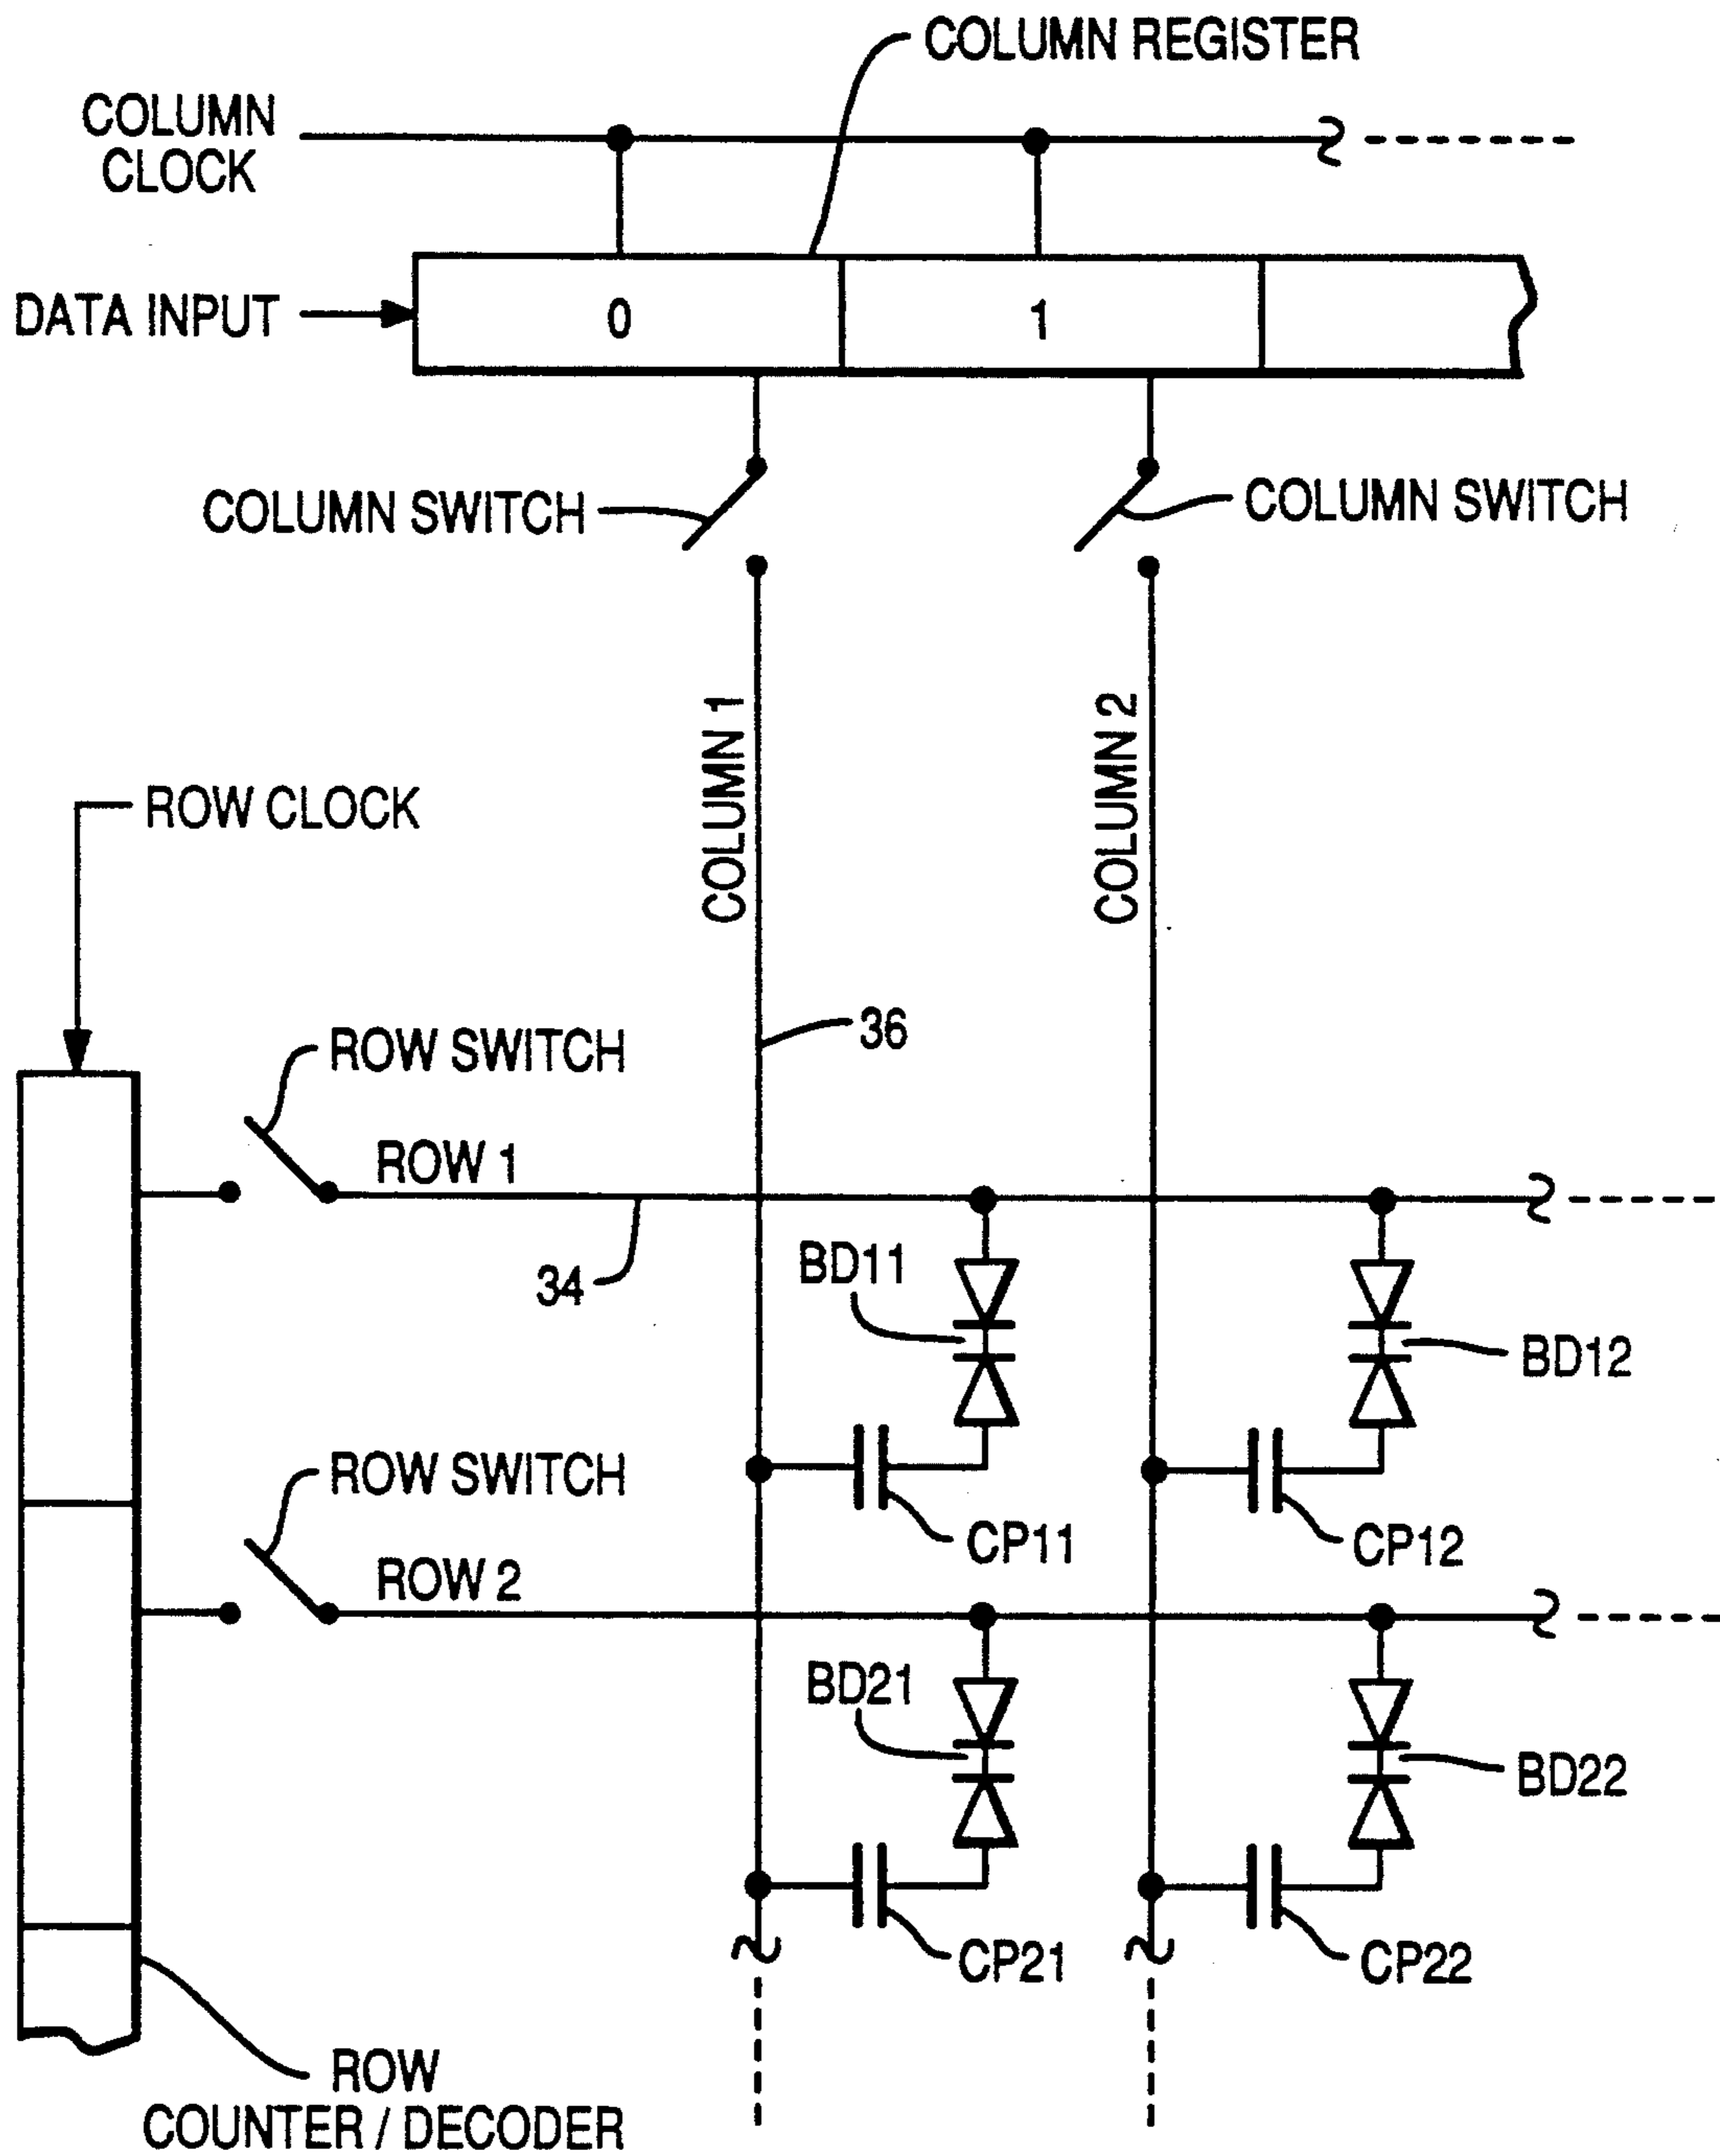 COLUMN REGISTER
COLUMN
CLOCK
DATA INPUT
0
1
COLUMN SWITCH
COLUMN SWITCH
COLUMN 1
COLUMN 2
ROW CLOCK
36
ROW SWITCH
ROW 1
34
BD11
BD12
ROW SWITCH
CP11
CP12
ROW 2
BD21
BD22
CP21
CP22
ROW
COUNTER / DECODER